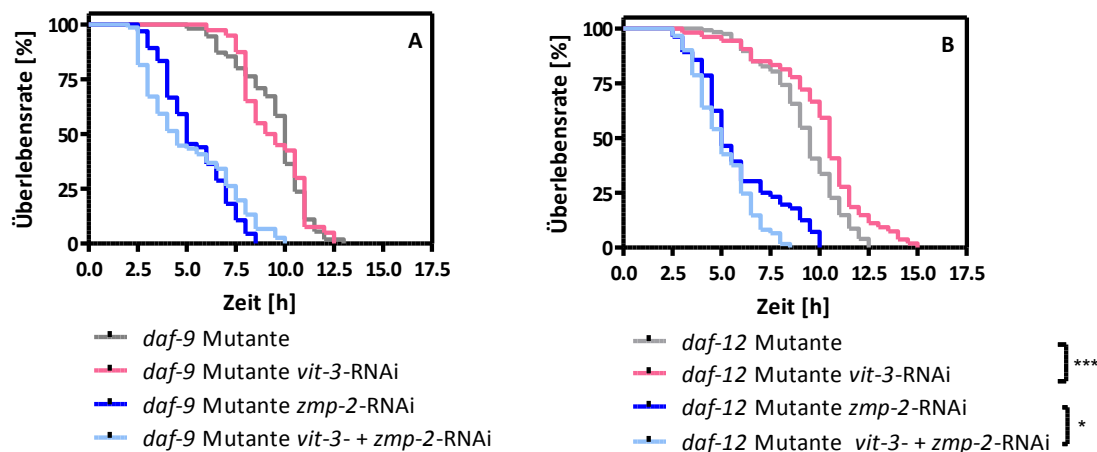 A
Überlebensrate [%]
100
75
50
25
0
0.0 2.5 5.0 7.5 10.0 12.5 15.0 17.5
Zeit [h]
daf-9 Mutante
daf-9 Mutante vit-3-RNAi
daf-9 Mutante zmp-2-RNAi
daf-9 Mutante vit-3- + zmp-2-RNAi
B
Überlebensrate [%]
100
75
50
25
0
0.0 2.5 5.0 7.5 10.0 12.5 15.0 17.5
Zeit [h]
daf-12 Mutante
daf-12 Mutante vit-3-RNAi
***
daf-12 Mutante zmp-2-RNAi
daf-12 Mutante vit-3- + zmp-2-RNAi
*